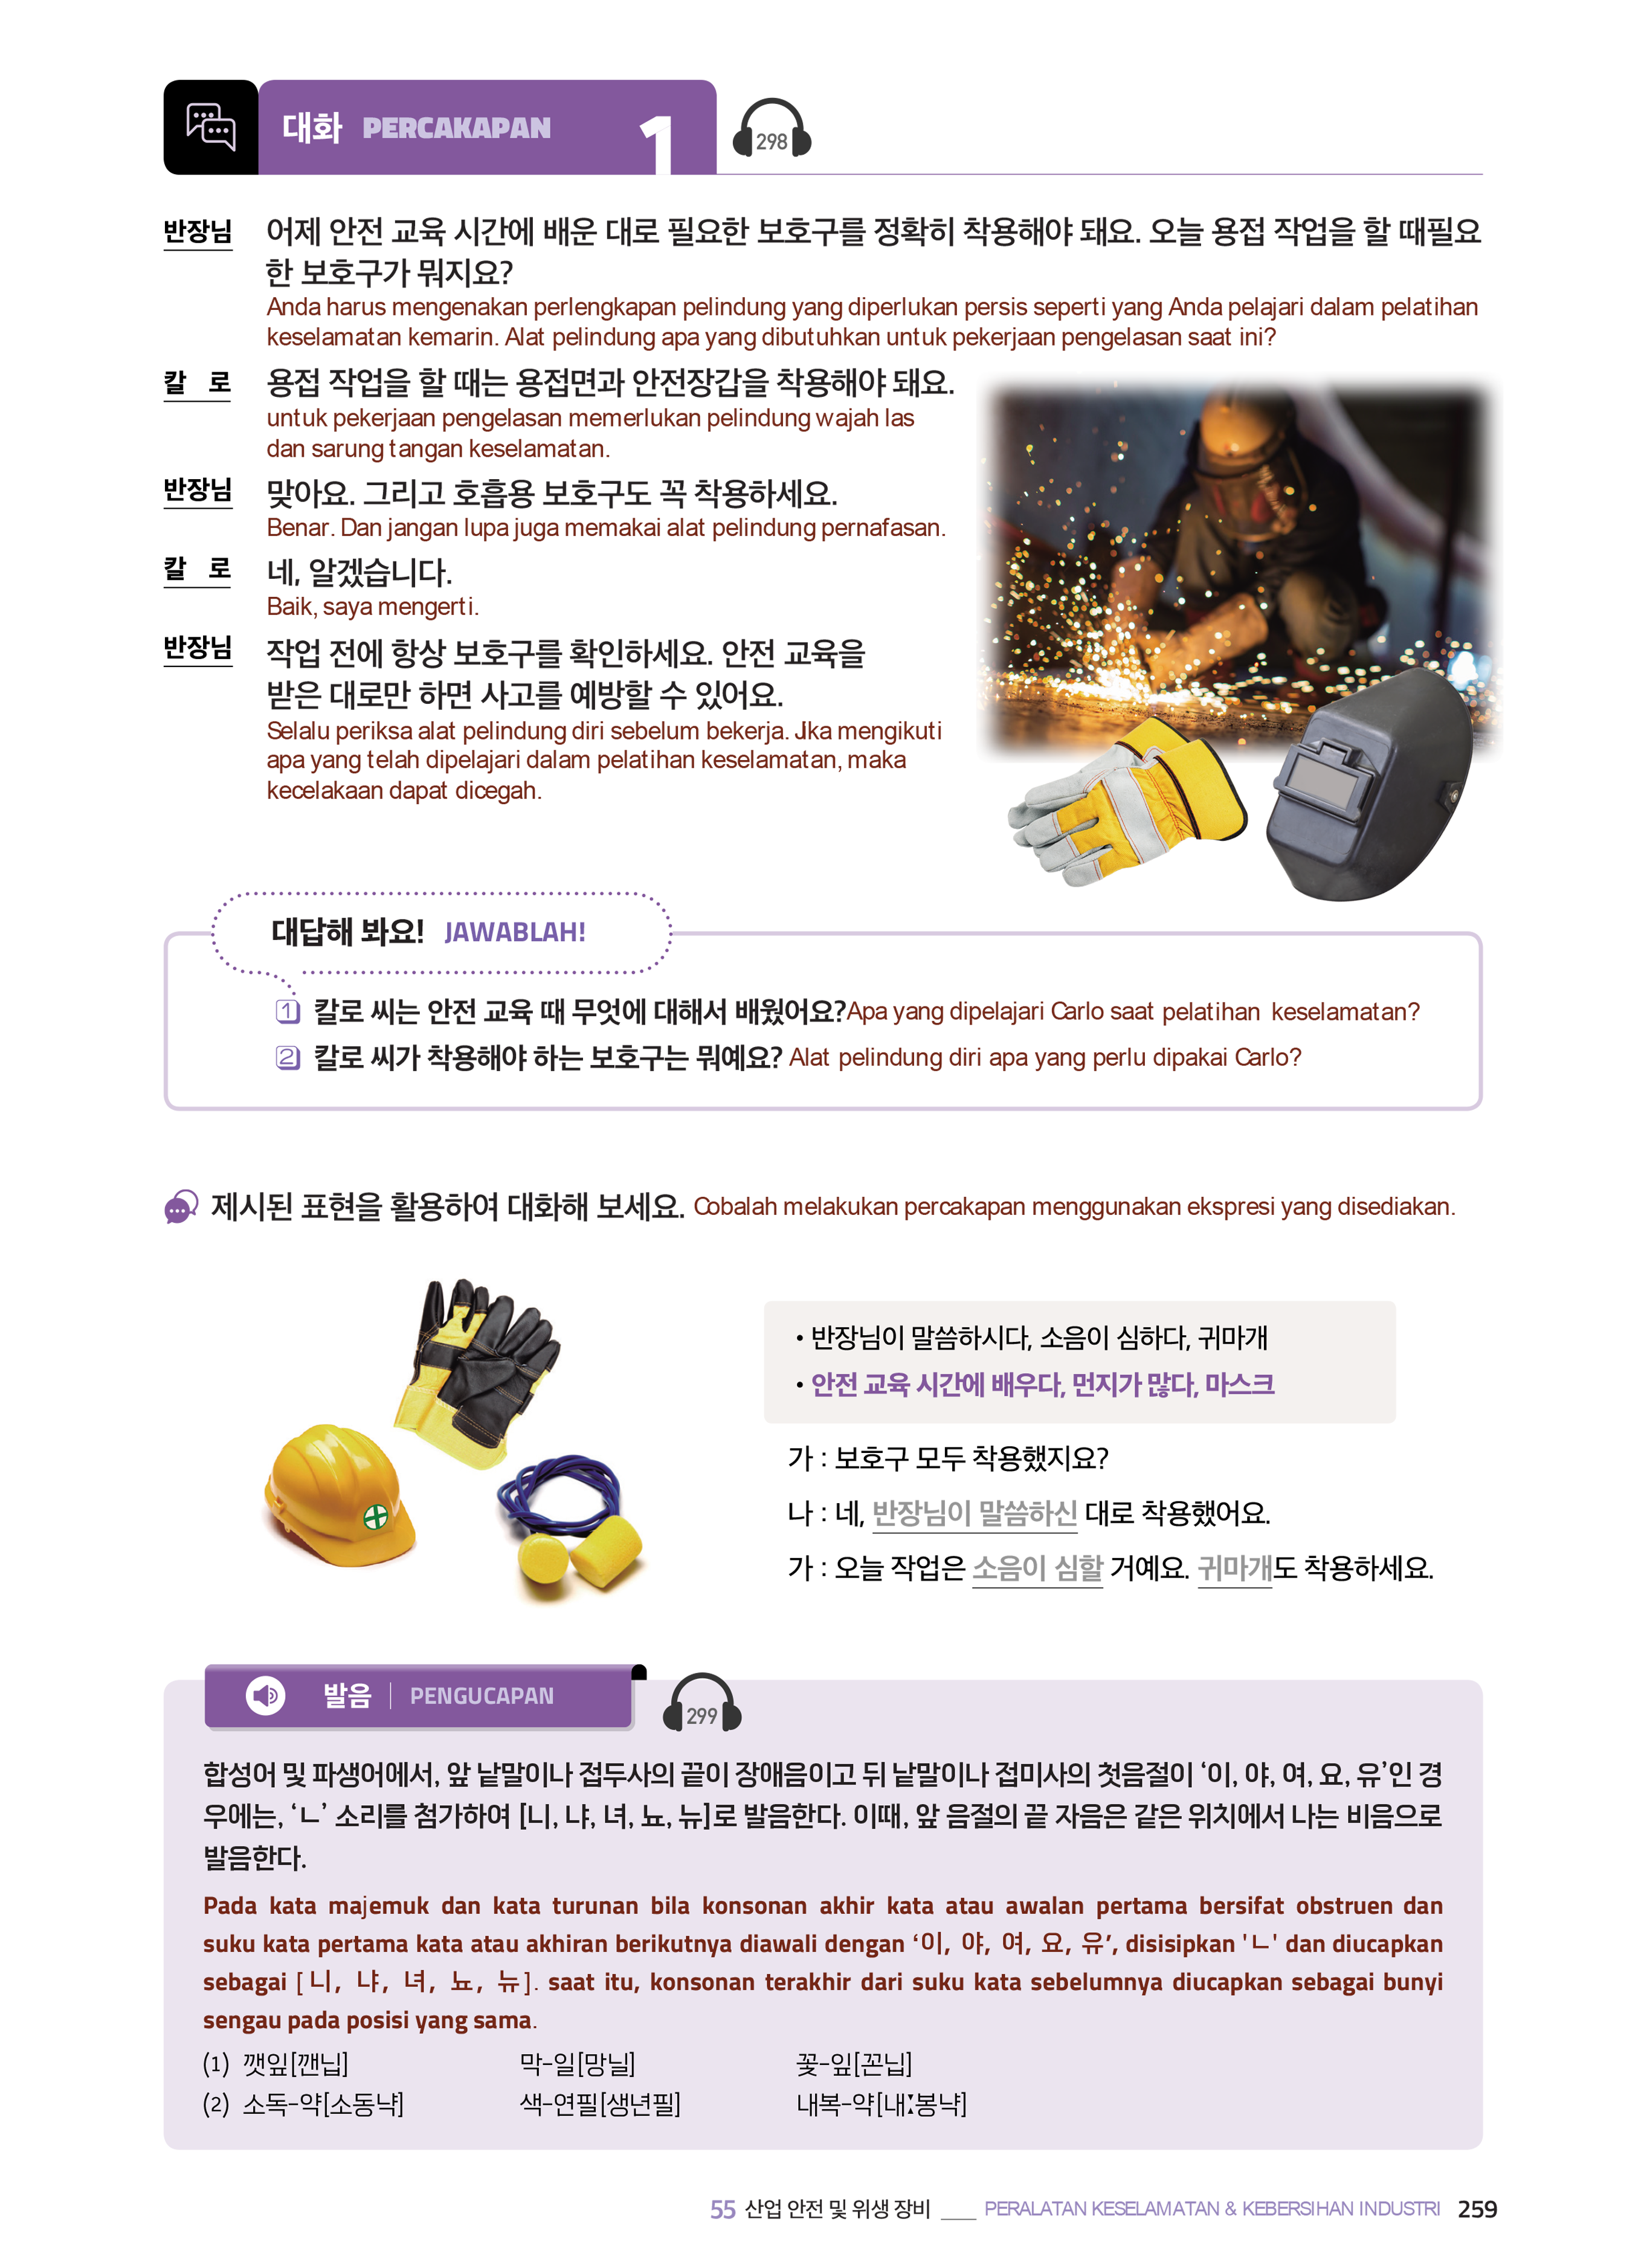 대화 PERCAKAPAN 1
298
반장님 어제 안전 교육 시간에 배운 대로 필요한 보호구를 정확히 착용해야 돼요. 오늘 용접 작업을 할 때필요
한 보호구가 뭐지요?
Anda harus mengenakan perlengkapan pelindung yang diperlukan persis seperti yang Anda pelajari dalam pelatihan
keselamatan kemarin. Alat pelindung apa yang dibutuhkan untuk pekerjaan pengelasan saat ini?
칼 로 용접 작업을 할 때는 용접면과 안전장갑을 착용해야 돼요.
untuk pekerjaan pengelasan memerlukan pelindung wajah las
dan sarung tangan keselamatan.
반장님 맞아요. 그리고 호흡용 보호구도 꼭 착용하세요.
Benar. Dan jangan lupa juga memakai alat pelindung pernafasan.
칼 로 네, 알겠습니다.
Baik, saya mengerti.
반장님 작업 전에 항상 보호구를 확인하세요. 안전 교육을
받은 대로만 하면 사고를 예방할 수 있어요.
Selalu periksa alat pelindung diri sebelum bekerja. Jika mengikuti
apa yang telah dipelajari dalam pelatihan keselamatan, maka
kecelakaan dapat dicegah.
대답해 봐요! JAWABLAH!
1 칼로 씨는 안전 교육 때 무엇에 대해서 배웠어요?Apa yang dipelajari Carlo saat pelatihan keselamatan?
2 칼로 씨가 착용해야 하는 보호구는 뭐예요? Alat pelindung diri apa yang perlu dipakai Carlo?
제시된 표현을 활용하여 대화해 보세요. Cobalah melakukan percakapan menggunakan ekspresi yang disediakan.
• 반장님이 말씀하시다, 소음이 심하다, 귀마개
• 안전 교육 시간에 배우다, 먼지가 많다, 마스크
가 : 보호구 모두 착용했지요?
나 : 네, 반장님이 말씀하신 대로 착용했어요.
가 : 오늘 작업은 소음이 심할 거예요. 귀마개도 착용하세요.
발음 | PENGUCAPAN
299
합성어 및 파생어에서, 앞 낱말이나 접두사의 끝이 장애음이고 뒤 낱말이나 접미사의 첫음절이 ‘이, 야, 여, 요, 유’인 경
우에는, ‘ㄴ’ 소리를 첨가하여 [니, 냐, 녀, 뇨, 뉴]로 발음한다. 이때, 앞 음절의 끝 자음은 같은 위치에서 나는 비음으로
발음한다.
Pada kata majemuk dan kata turunan bila konsonan akhir kata atau awalan pertama bersifat obstruen dan
suku kata pertama kata atau akhiran berikutnya diawali dengan ‘이, 야, 여, 요, 유’, disisipkan 'ㄴ' dan diucapkan
sebagai [니, 냐, 녀, 뇨, 뉴]. saat itu, konsonan terakhir dari suku kata sebelumnya diucapkan sebagai bunyi
sengau pada posisi yang sama.
(1) 깻잎[깬닙] 막-일[망닐] 꽃-잎[꼰닙]
(2) 소독-약[소동냑] 색-연필[생년필] 내복-약[내ː봉냑]
55 산업 안전 및 위생 장비 ___ PERALATAN KESELAMATAN & KEBERSIHAN INDUSTRI 259